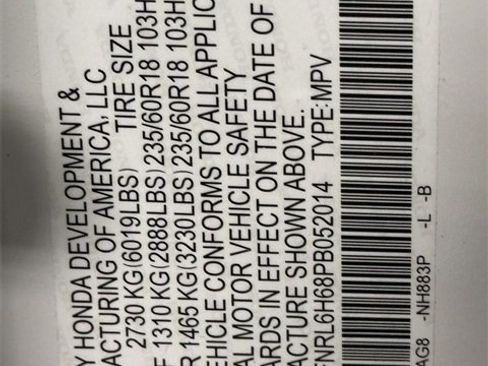 Y HONDA DEVELOPMENT &
ACTURING OF AMERICA, LLC
2730 KG (6019LBS) TIRE SIZE
F 1310 KG (2888LBS) 235/60R18 103H
R 1465 KG(3230LBS) 235/60R18 103H
EHICLE CONFORMS TO ALL APPLIC
AL MOTOR VEHICLE SAFETY
ARDS IN EFFECT ON THE DATE OF
ACTURE SHOWN ABOVE.
FNRL6H68PB052014 TYPE:MPV
AG8 -NH883P -L -B